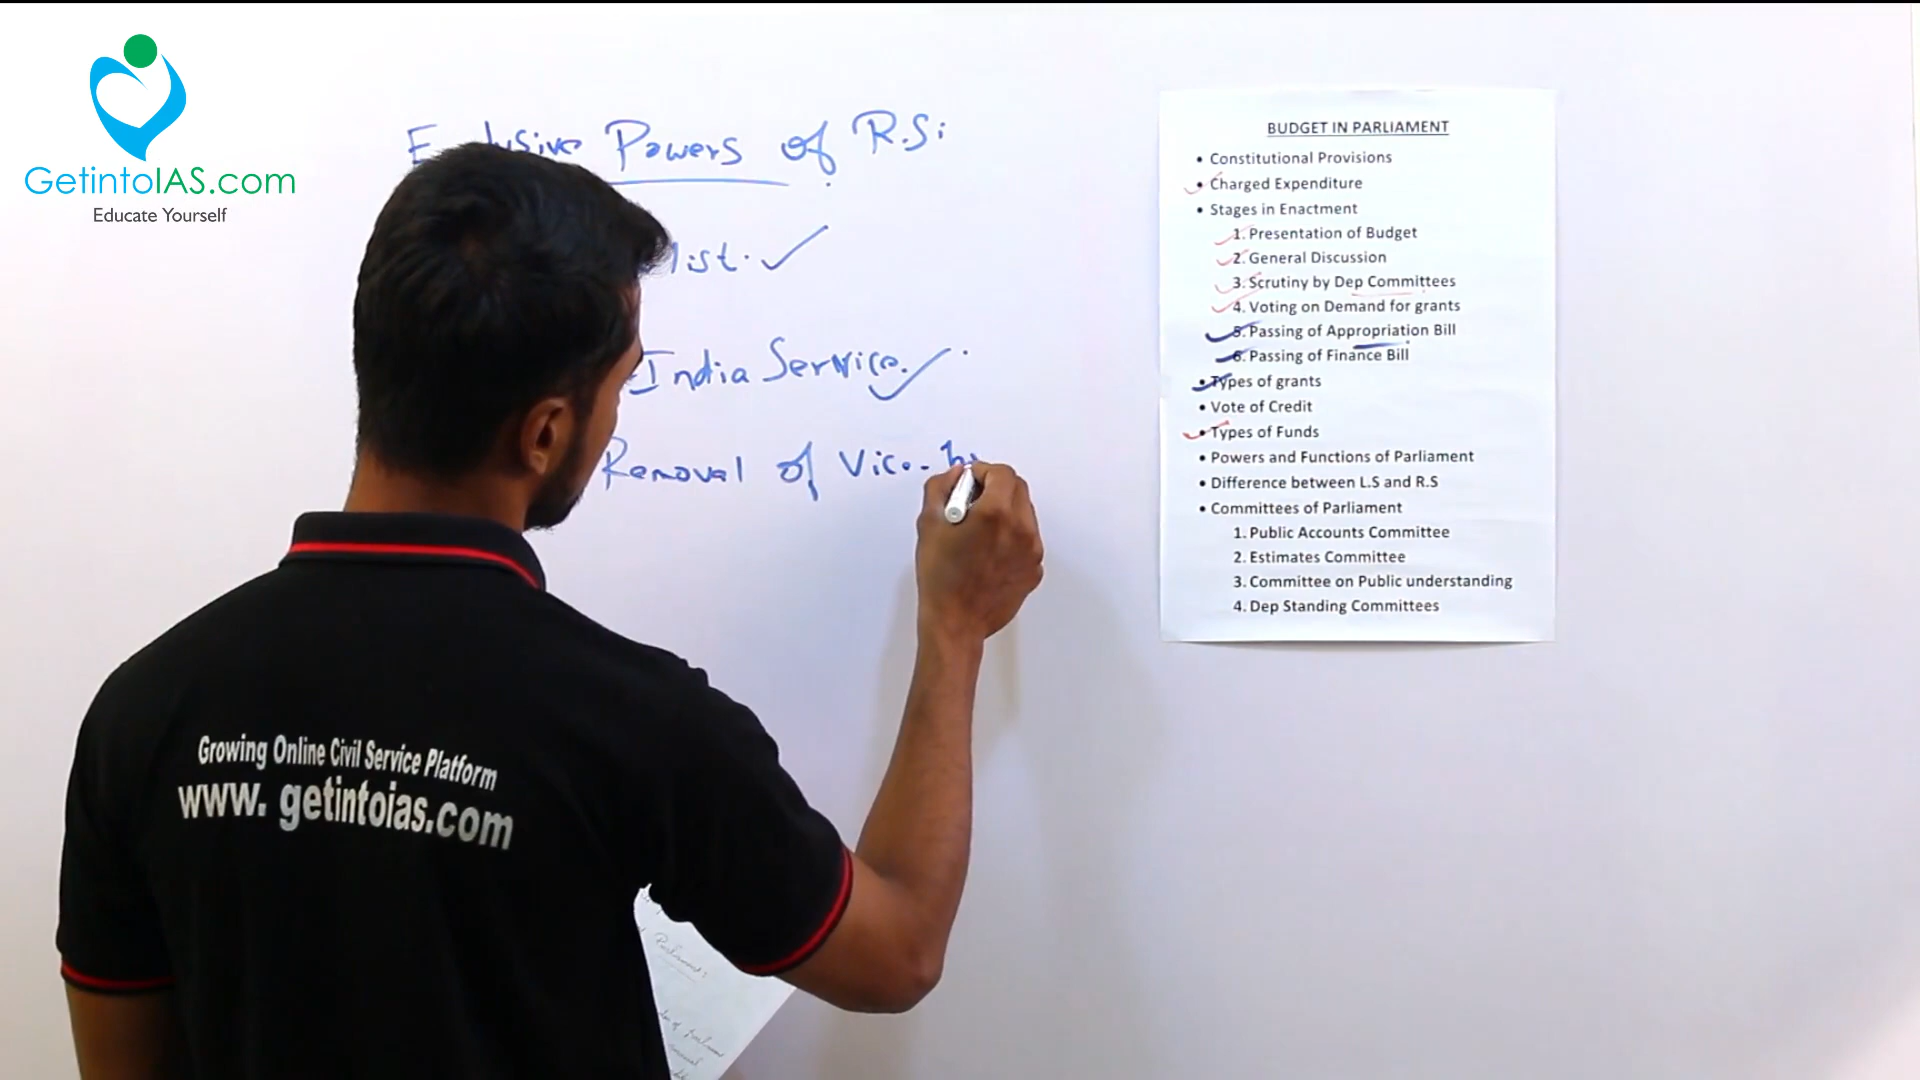 GetintoIAS.com
Educate Yourself
Exclusive Powers of R.S:
list.
India Service.
Removal of Vice-
BUDGET IN PARLIAMENT
• Constitutional Provisions
• Charged Expenditure
• Stages in Enactment
1. Presentation of Budget
2. General Discussion
3. Scrutiny by Dep Committees
4. Voting on Demand for grants
5. Passing of Appropriation Bill
6. Passing of Finance Bill
• Types of grants
• Vote of Credit
• Types of Funds
• Powers and Functions of Parliament
• Difference between L.S and R.S
• Committees of Parliament
1. Public Accounts Committee
2. Estimates Committee
3. Committee on Public understanding
4. Dep Standing Committees
Growing Online Civil Service Platform
www. getintoias.com
Parliament:
of parliament